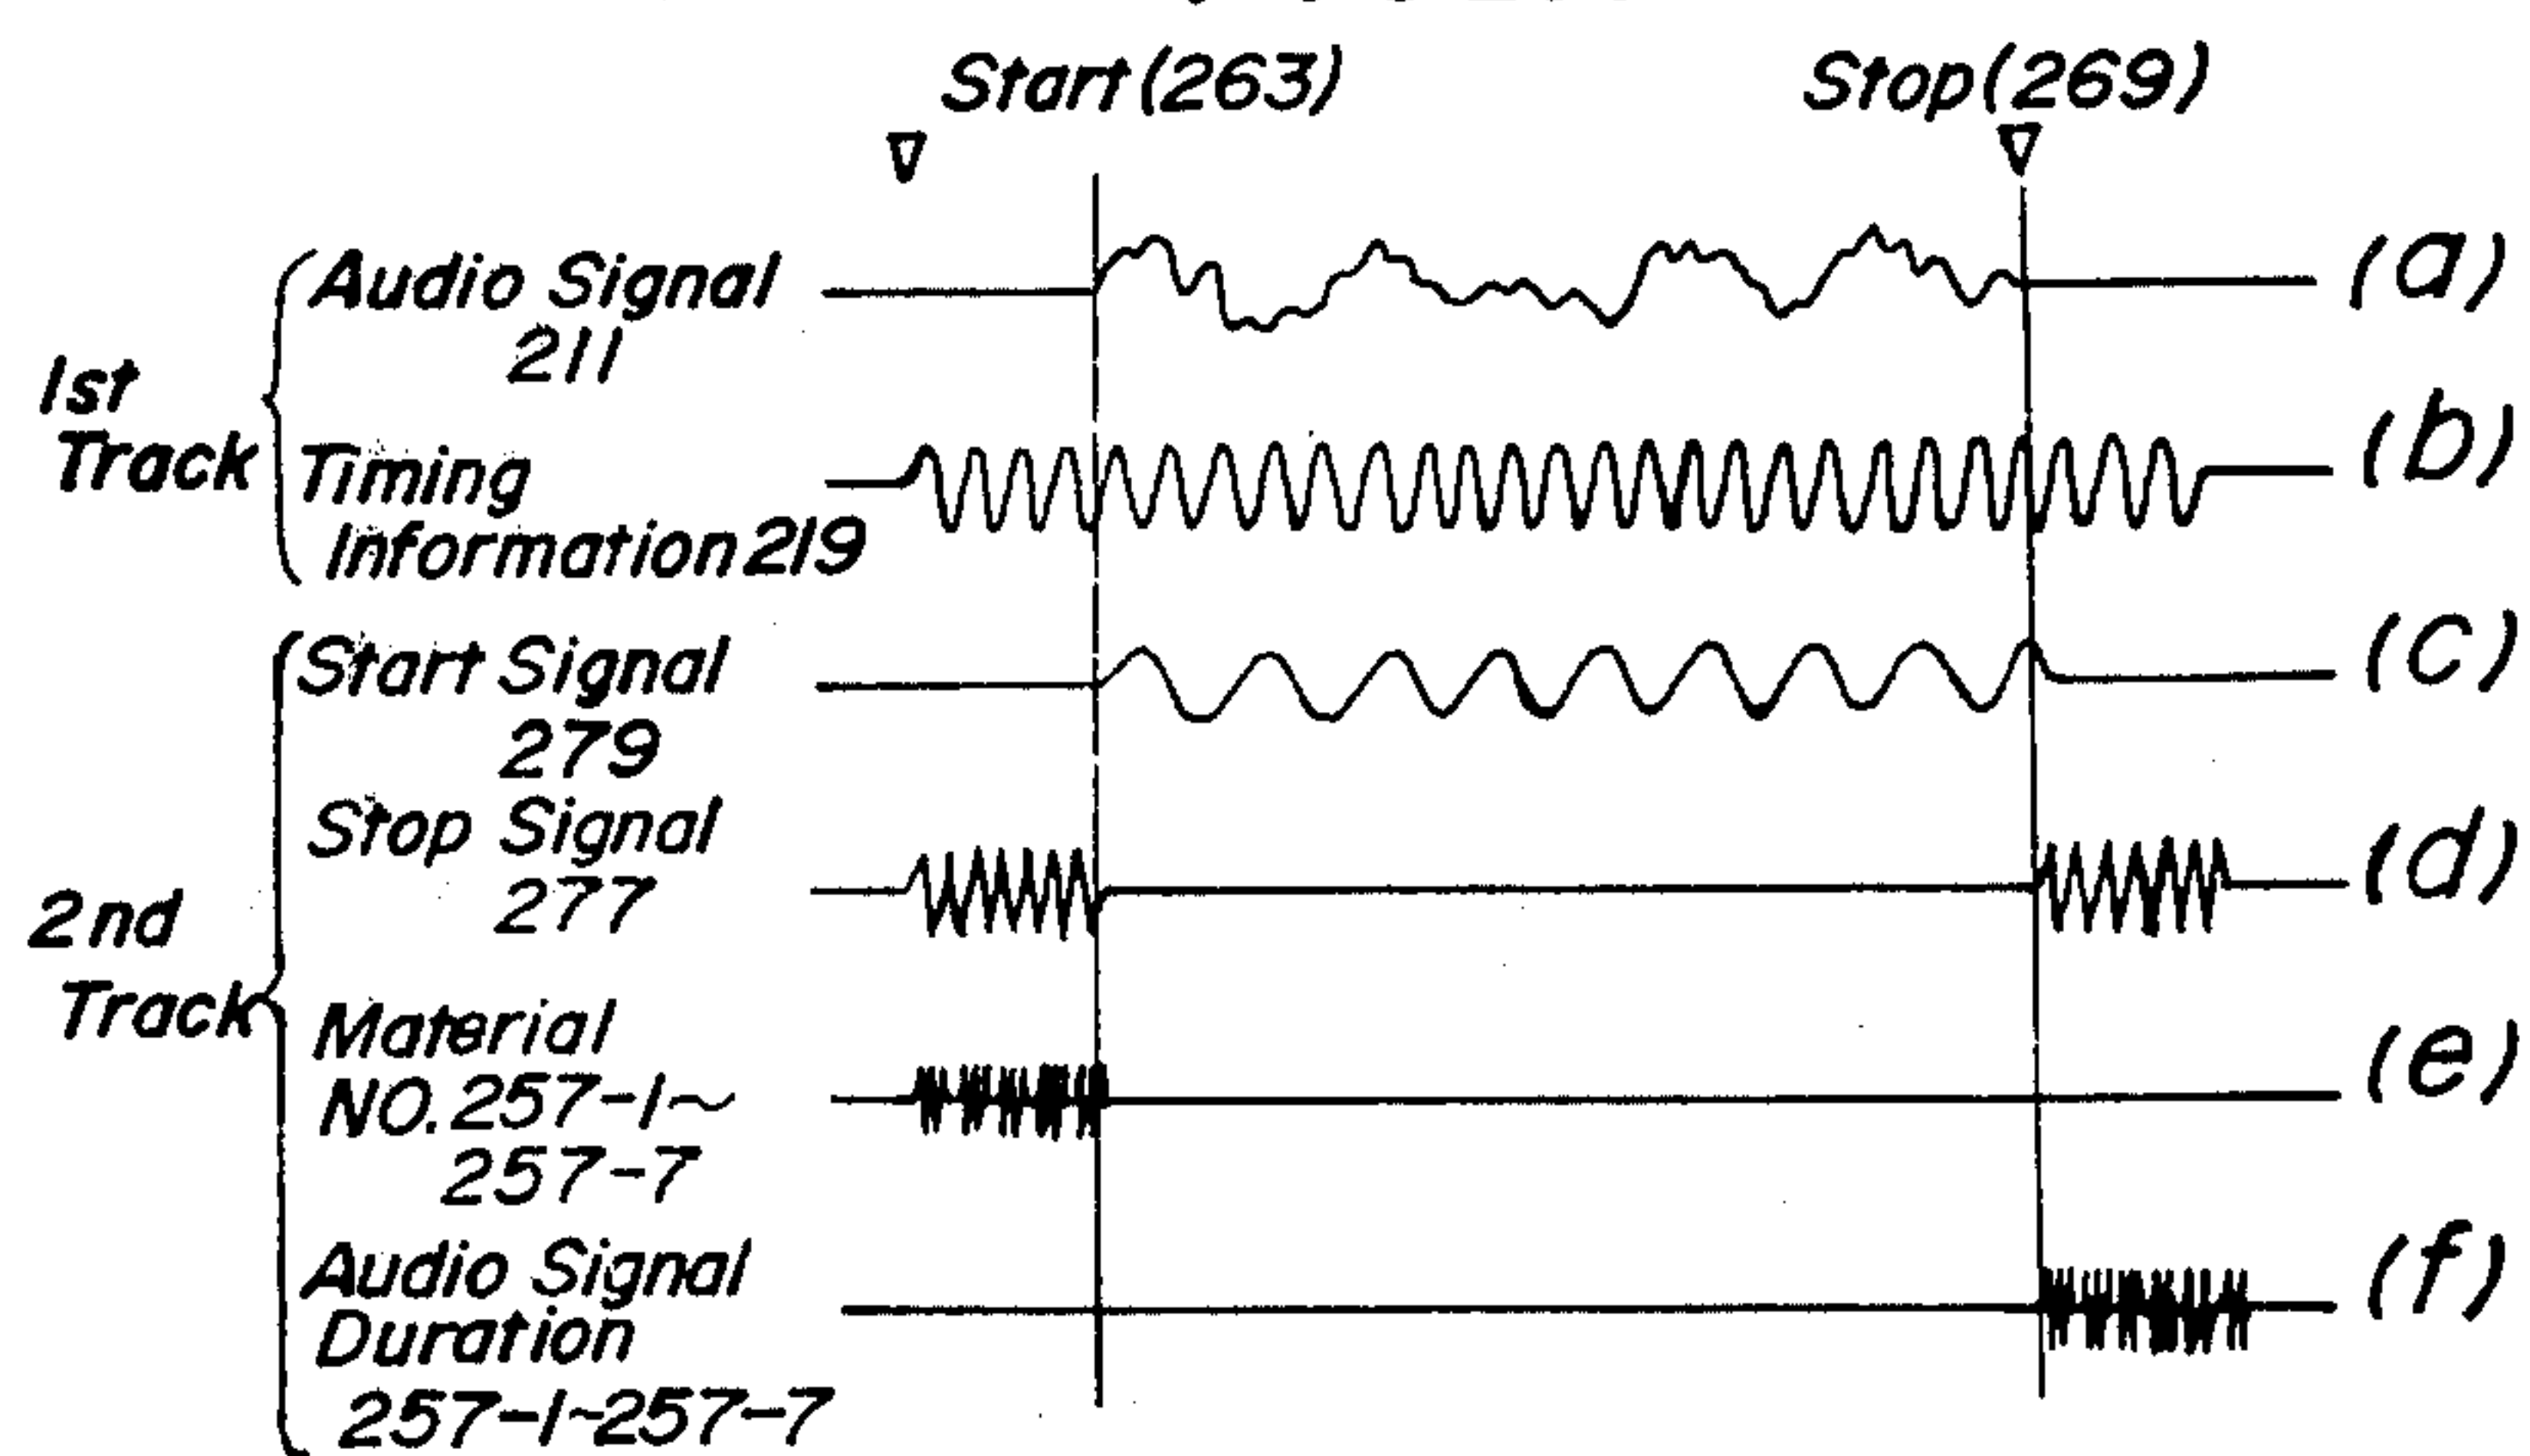 Start (263)
Stop (269)
1st
Track
Audio Signal
211
(a)
Timing
Information 219
(b)
2nd
Track
Start Signal
279
(c)
Stop Signal
277
(d)
Material
NO. 257-1~
257-7
(e)
Audio Signal
Duration
257-1~257-7
(f)